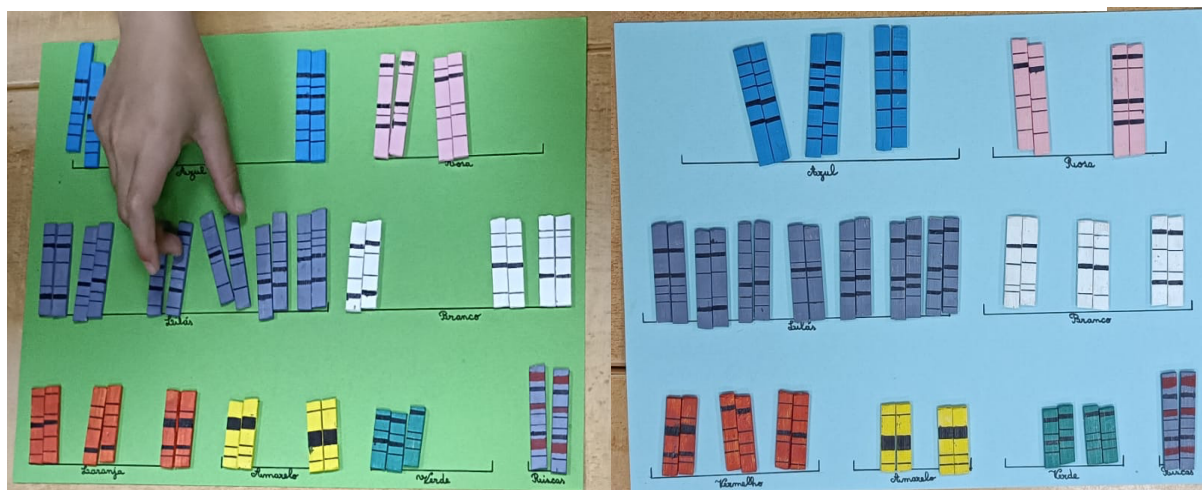 Azul
Rosa
Lilás
Branco
Laranja
Amarelo
Verde
Riscas
Azul
Rosa
Lilás
Branco
Vermelho
Amarelo
Verde
Riscas